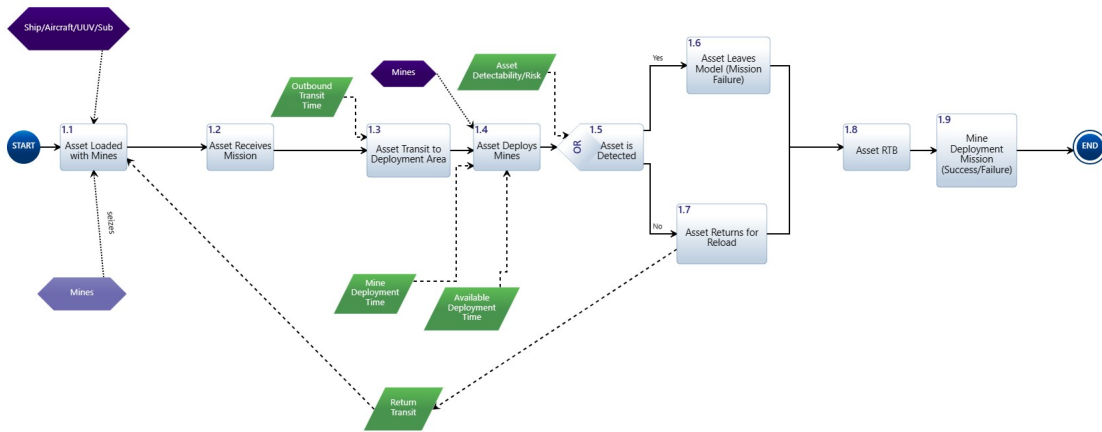 Ship/Aircraft/UUV/Sub
START
1.1
Asset Loaded
with Mines
seizes
Mines
1.2
Asset Receives
Mission
Outbound
Transit
Time
1.3
Asset Transit to
Deployment Area
Mines
1.4
Asset Deploys
Mines
Mine
Deployment
Time
Available
Deployment
Time
Asset
Detectability/Risk
OR
1.5
Asset is
Detected
Yes
1.6
Asset Leaves
Model (Mission
Failure)
No
1.7
Asset Returns for
Reload
Return
Transit
1.8
Asset RTB
1.9
Mine
Deployment
Mission
(Success/Failure)
END